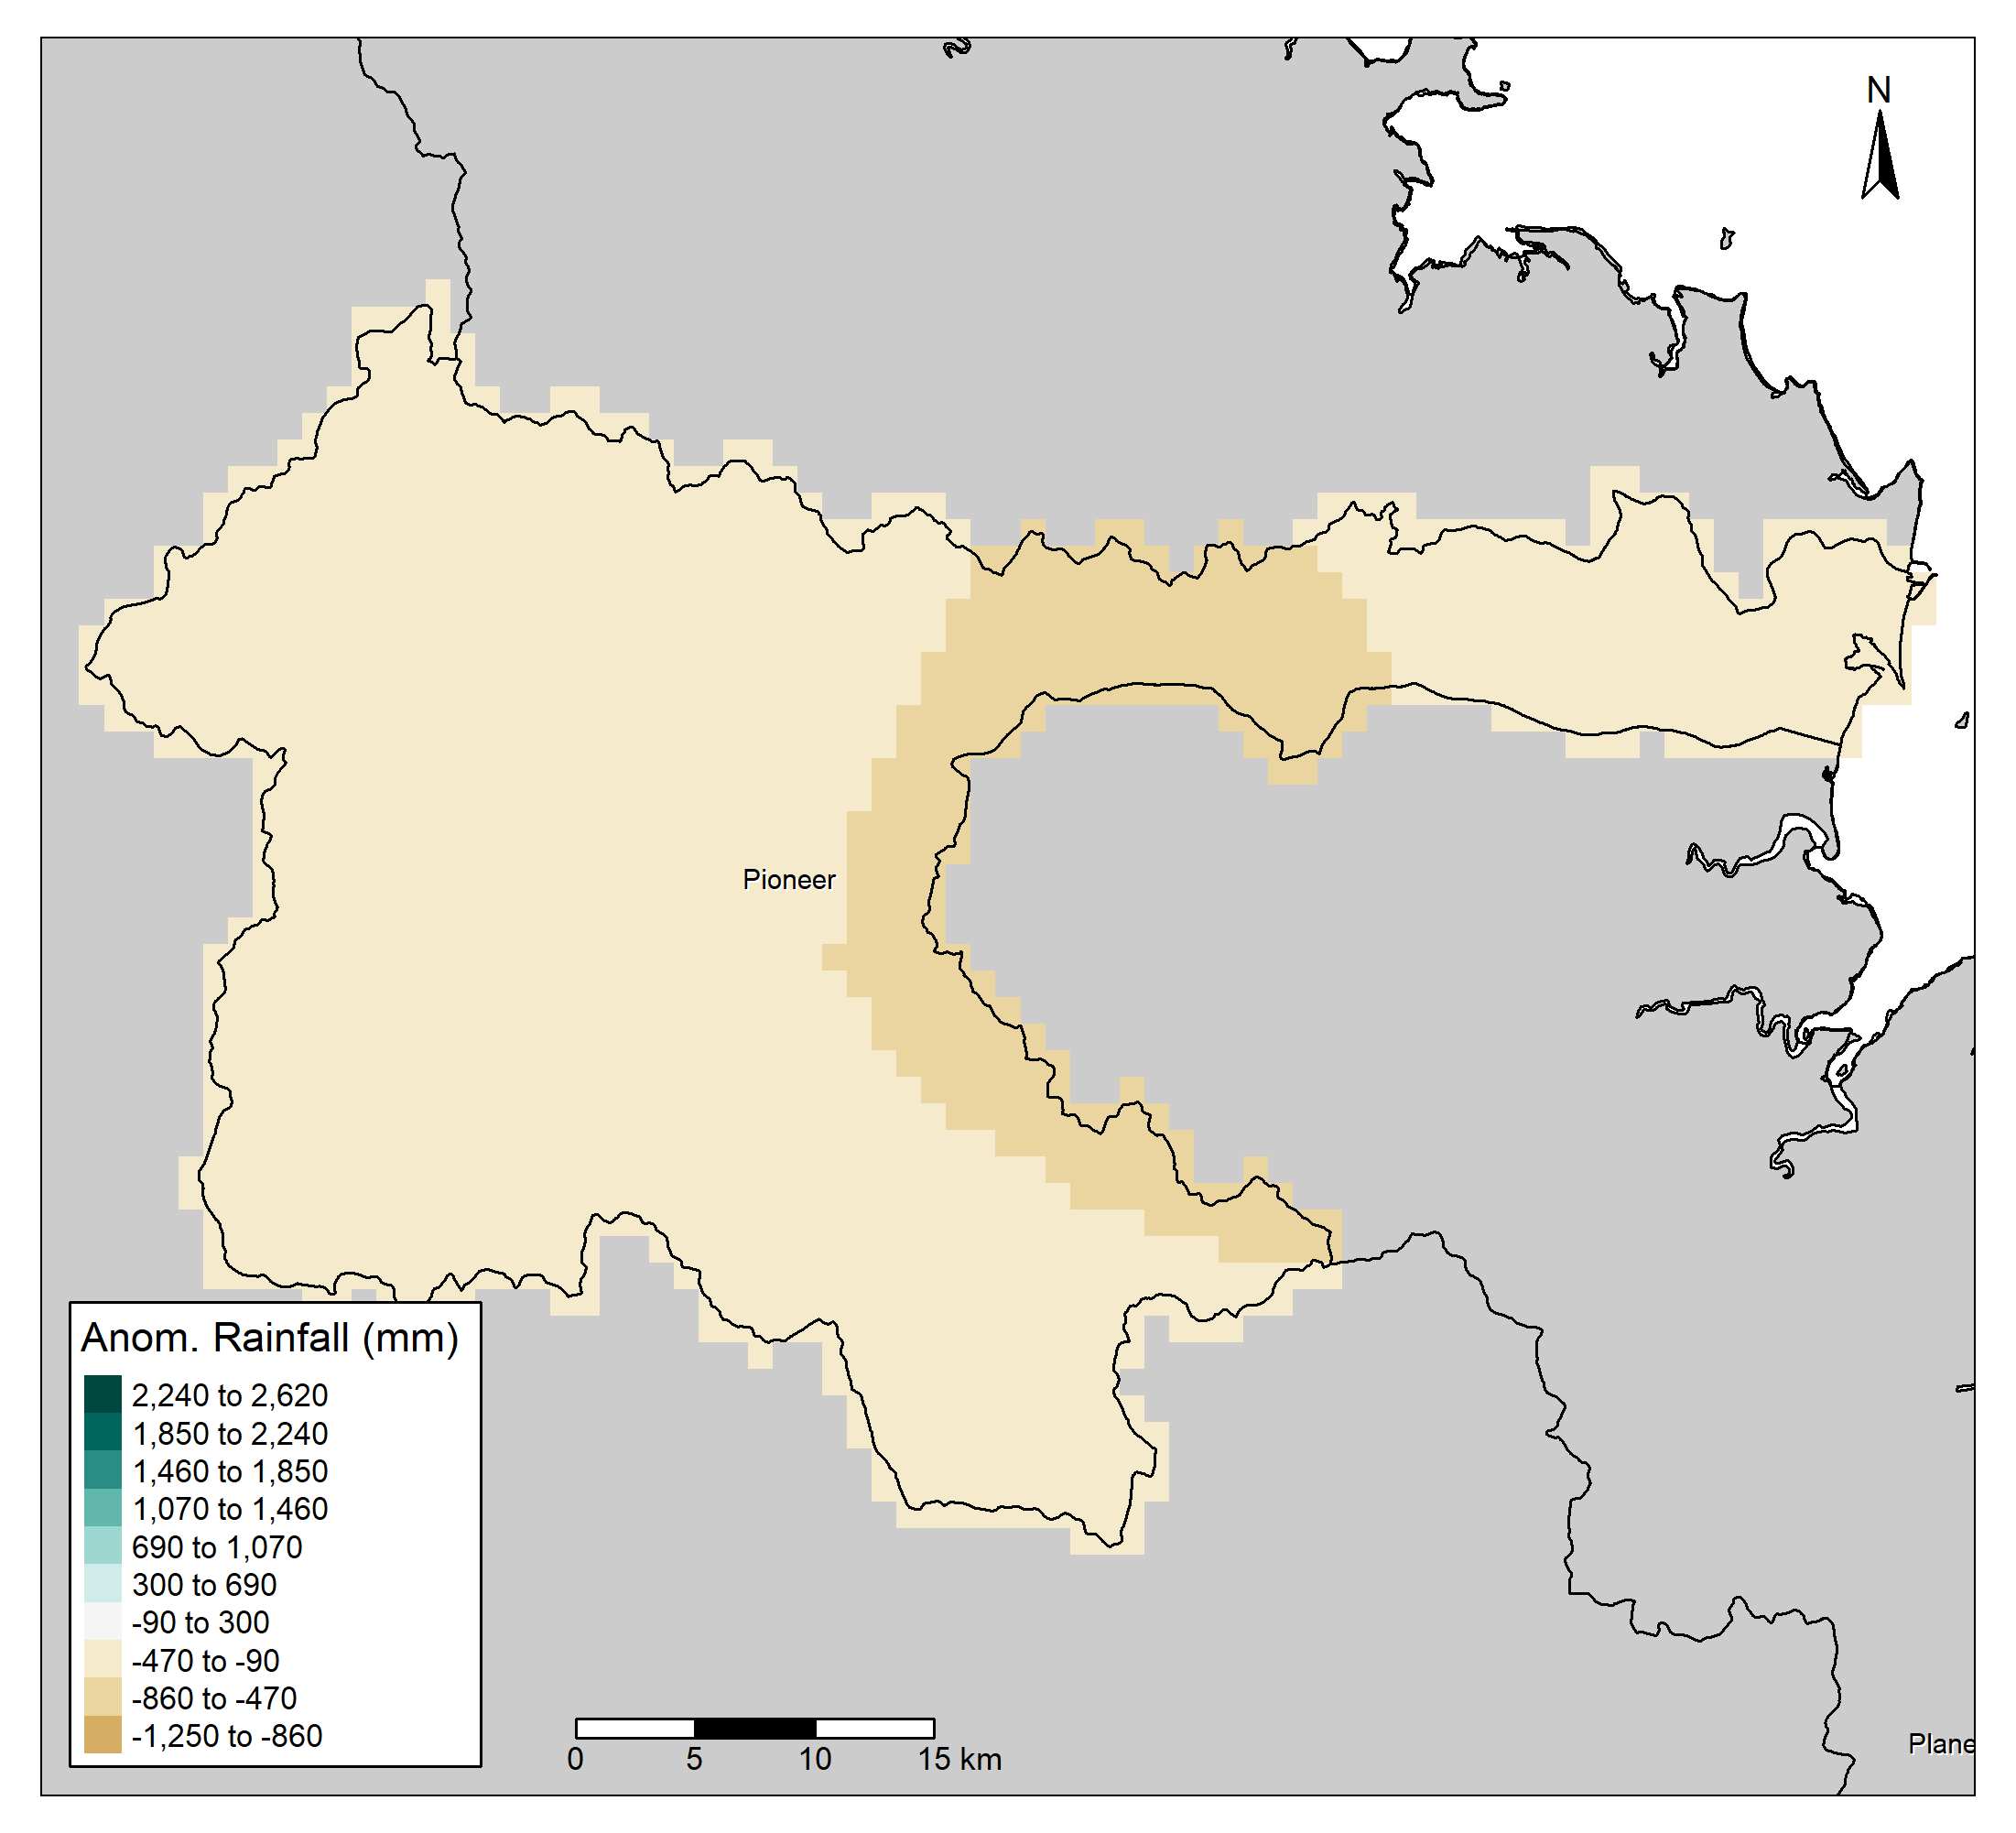 N
Pioneer
Anom. Rainfall (mm)
2,240 to 2,620
1,850 to 2,240
1,460 to 1,850
1,070 to 1,460
690 to 1,070
300 to 690
-90 to 300
-470 to -90
-860 to -470
-1,250 to -860
0 5 10 15 km
Plane